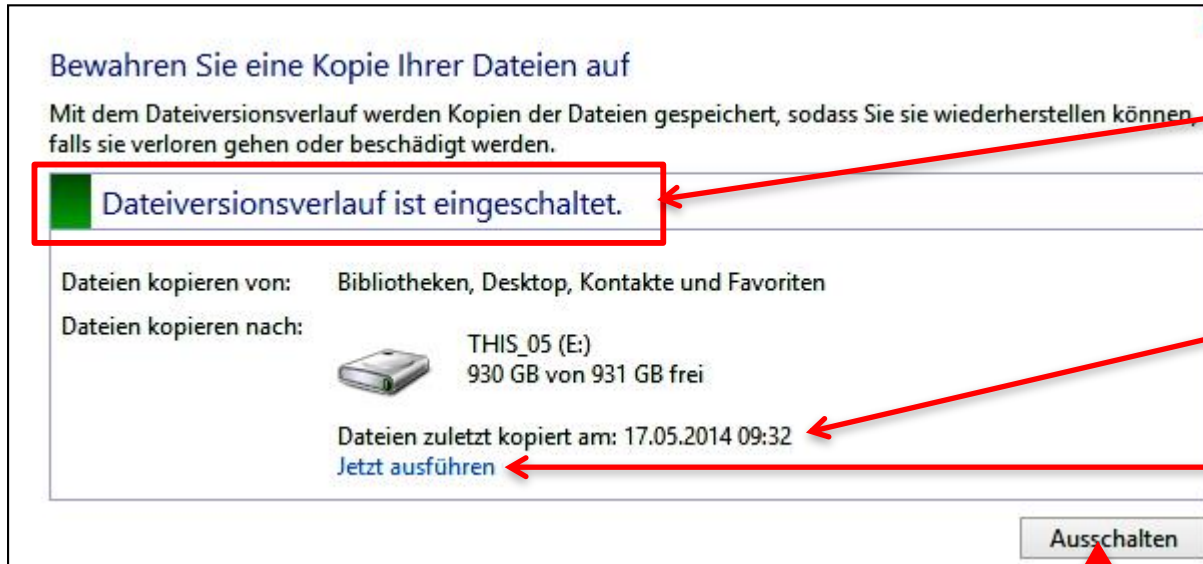 Bewahren Sie eine Kopie Ihrer Dateien auf
Mit dem Dateiversionsverlauf werden Kopien der Dateien gespeichert, sodass Sie sie wiederherstellen können,
falls sie verloren gehen oder beschädigt werden.
Dateiversionsverlauf ist eingeschaltet.
Dateien kopieren von: Bibliotheken, Desktop, Kontakte und Favoriten
Dateien kopieren nach:
THIS_05 (E:)
930 GB von 931 GB frei
Dateien zuletzt kopiert am: 17.05.2014 09:32
Jetzt ausführen
Ausschalten